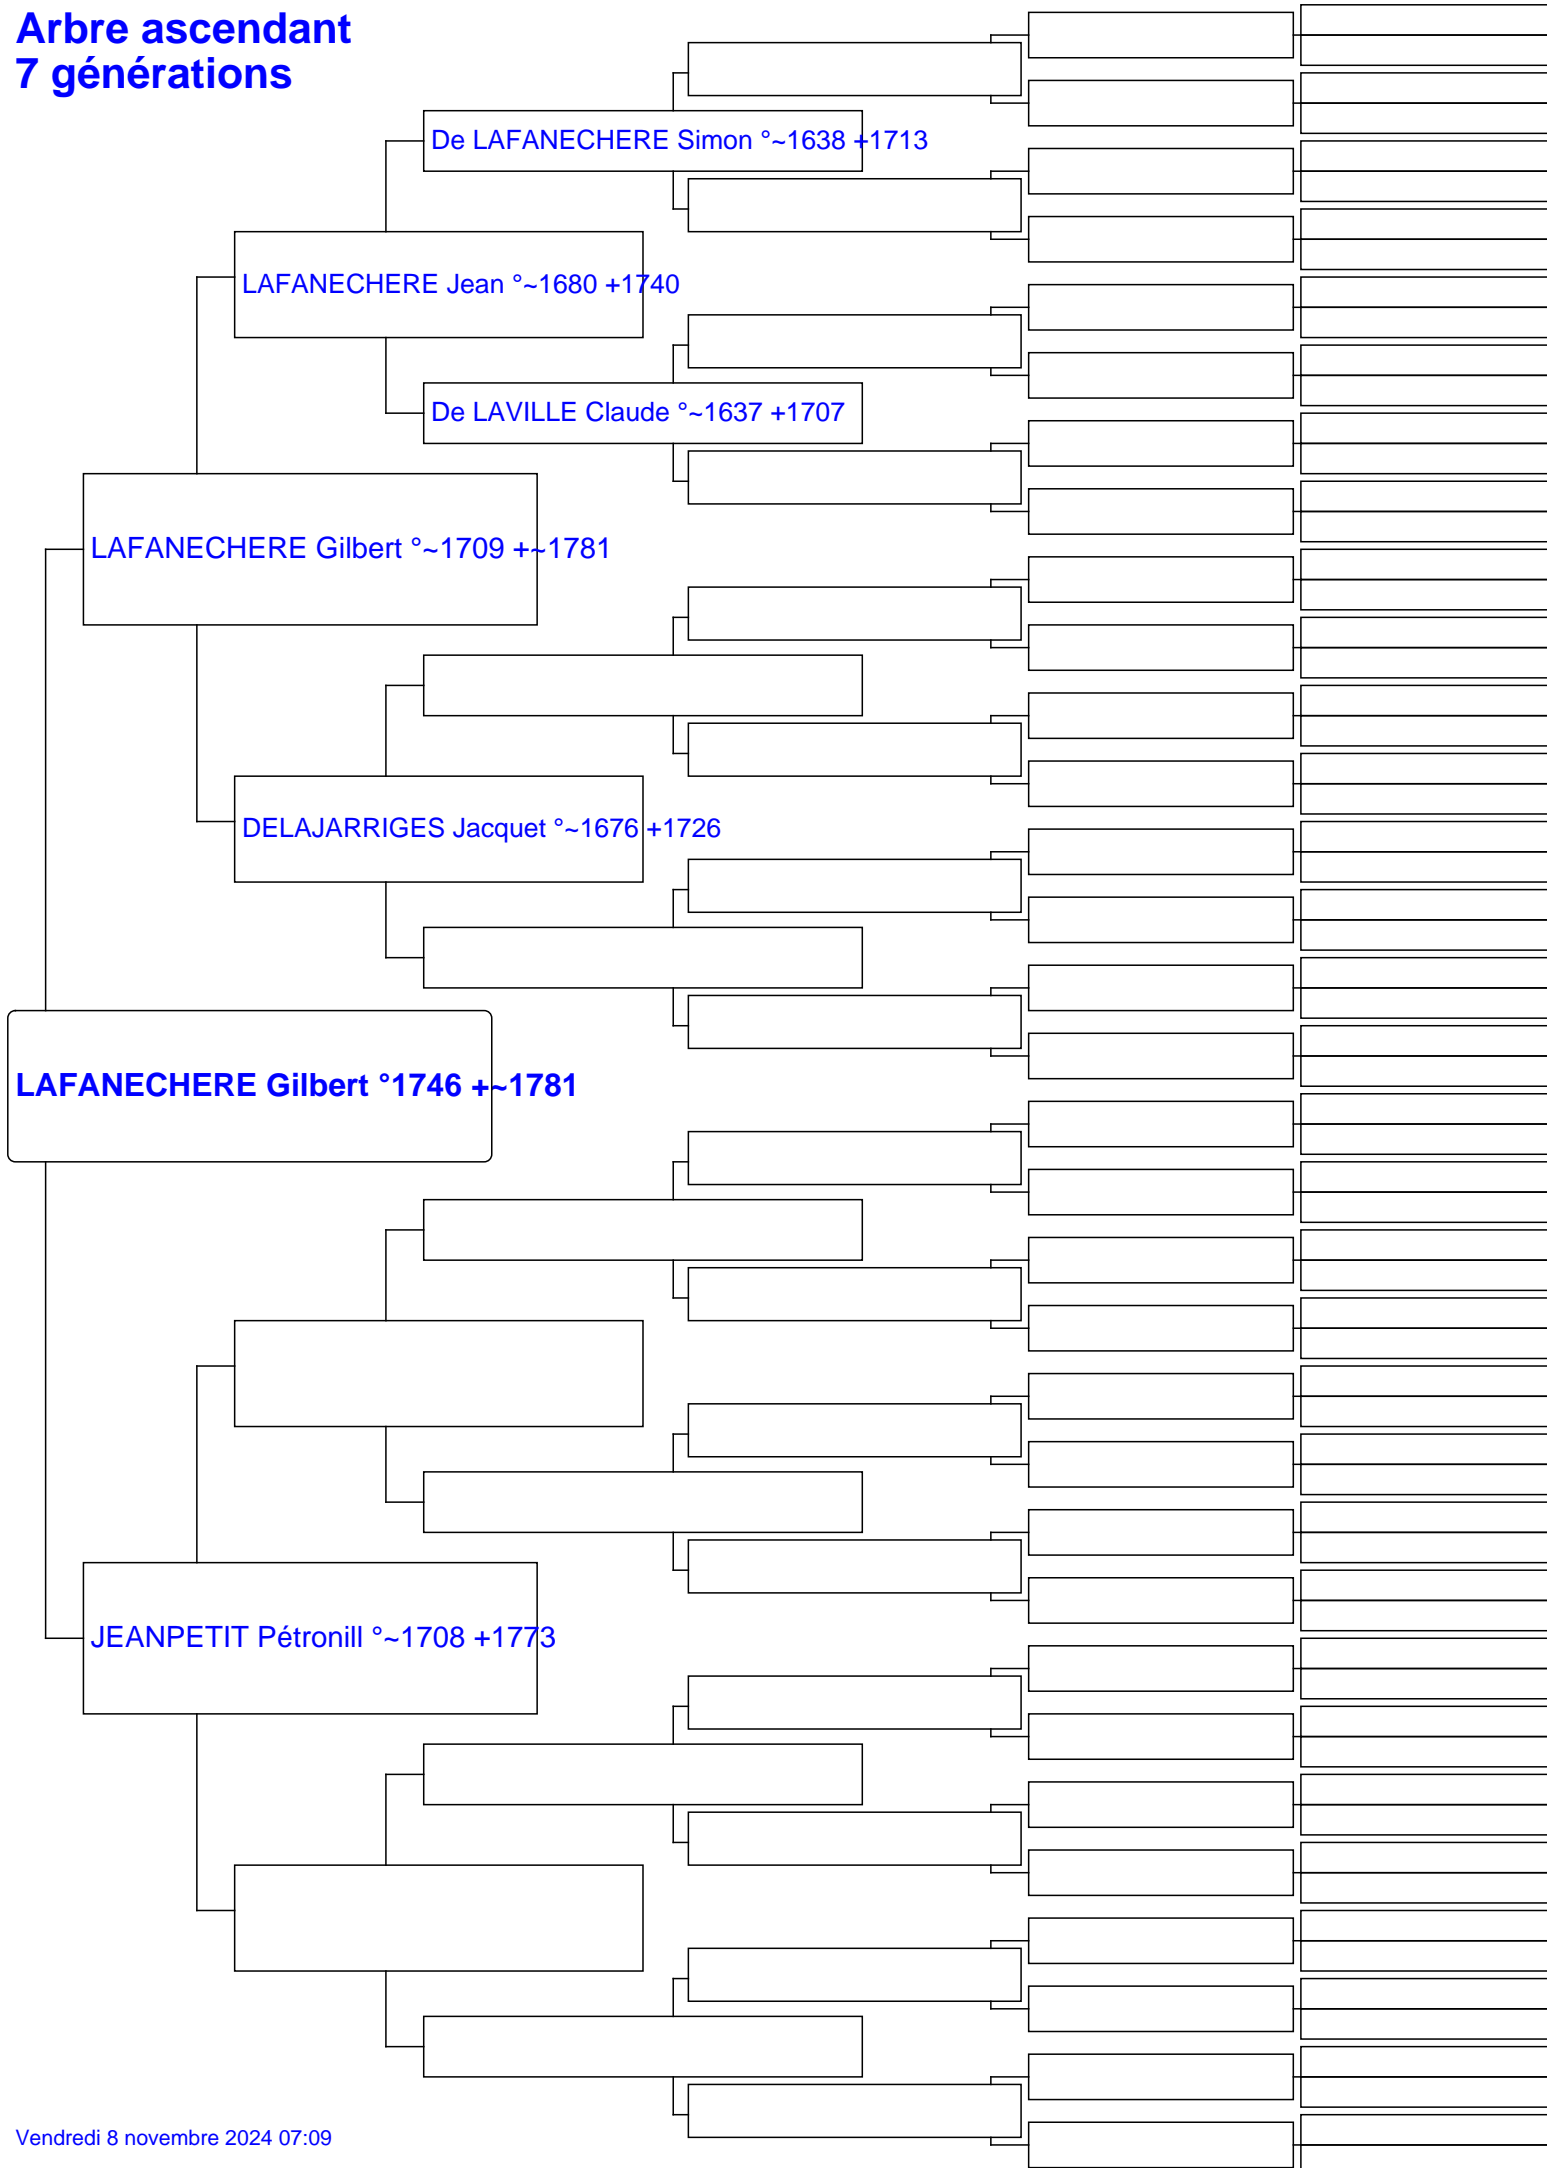 Arbre ascendant
7 générations
De LAFANECHERE Simon °~1638 +1713
LAFANECHERE Jean °~1680 +1740
De LAVILLE Claude °~1637 +1707
LAFANECHERE Gilbert °~1709 +~1781
DELAJARRIGES Jacquet °~1676 +1726
LAFANECHERE Gilbert °1746 +~1781
JEANPETIT Pétronill °~1708 +1773
Vendredi 8 novembre 2024 07:09